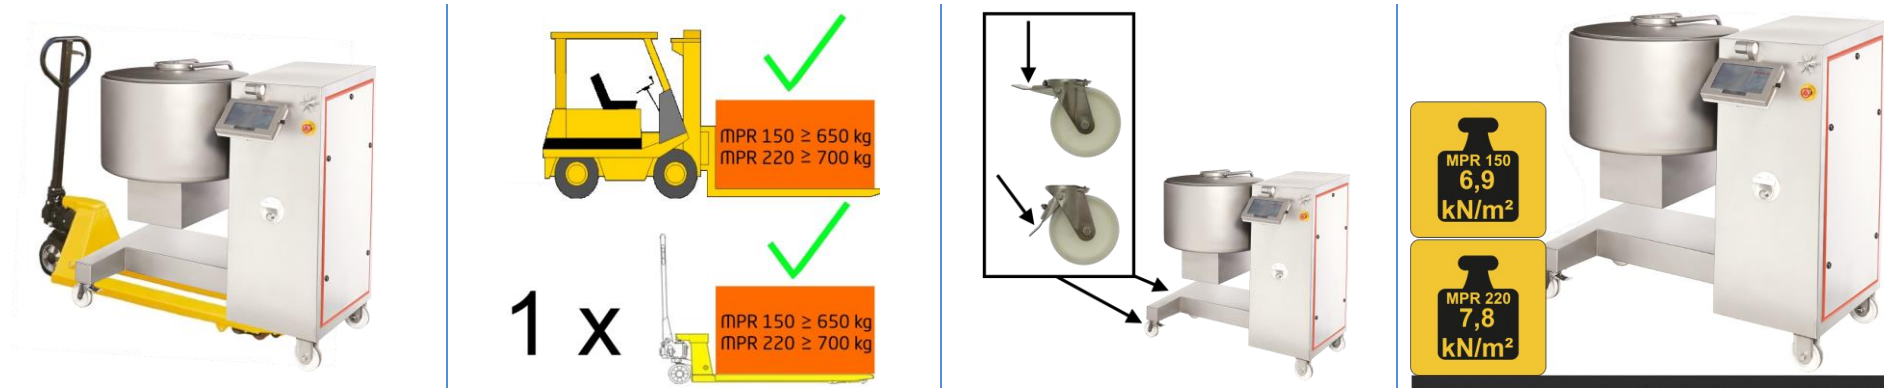 MPR 150 ≥ 650 kg
MPR 220 ≥ 700 kg
1 x
MPR 150 ≥ 650 kg
MPR 220 ≥ 700 kg
MPR 150
6,9
kN/m²
MPR 220
7,8
kN/m²